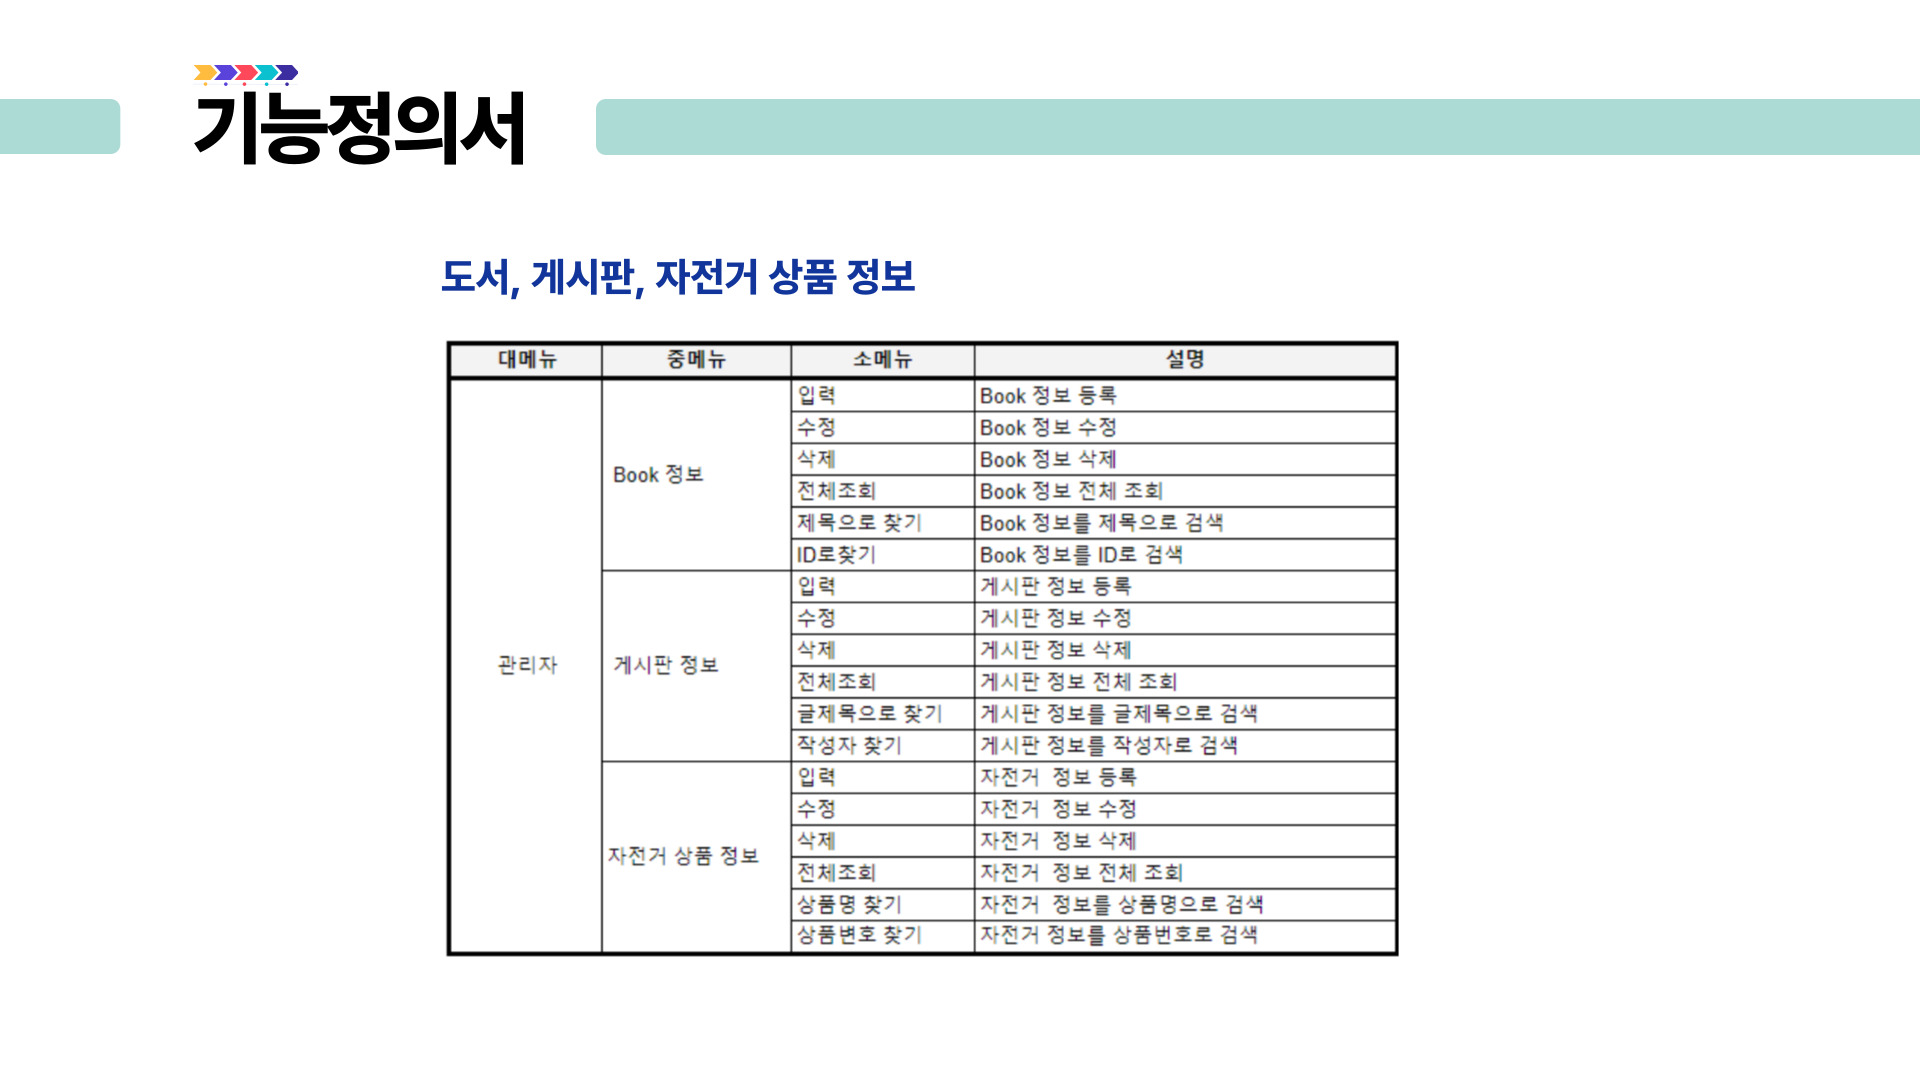 기능정의서
도서, 게시판, 자전거 상품 정보
대메뉴 중메뉴 소메뉴 설명
관리자
Book 정보
입력 Book 정보 등록
수정 Book 정보 수정
삭제 Book 정보 삭제
전체조회 Book 정보 전체 조회
제목으로 찾기 Book 정보를 제목으로 검색
ID로찾기 Book 정보를 ID로 검색
게시판 정보
입력 게시판 정보 등록
수정 게시판 정보 수정
삭제 게시판 정보 삭제
전체조회 게시판 정보 전체 조회
글제목으로 찾기 게시판 정보를 글제목으로 검색
작성자 찾기 게시판 정보를 작성자로 검색
자전거 상품 정보
입력 자전거 정보 등록
수정 자전거 정보 수정
삭제 자전거 정보 삭제
전체조회 자전거 정보 전체 조회
상품명 찾기 자전거 정보를 상품명으로 검색
상품변호 찾기 자전거 정보를 상품번호로 검색